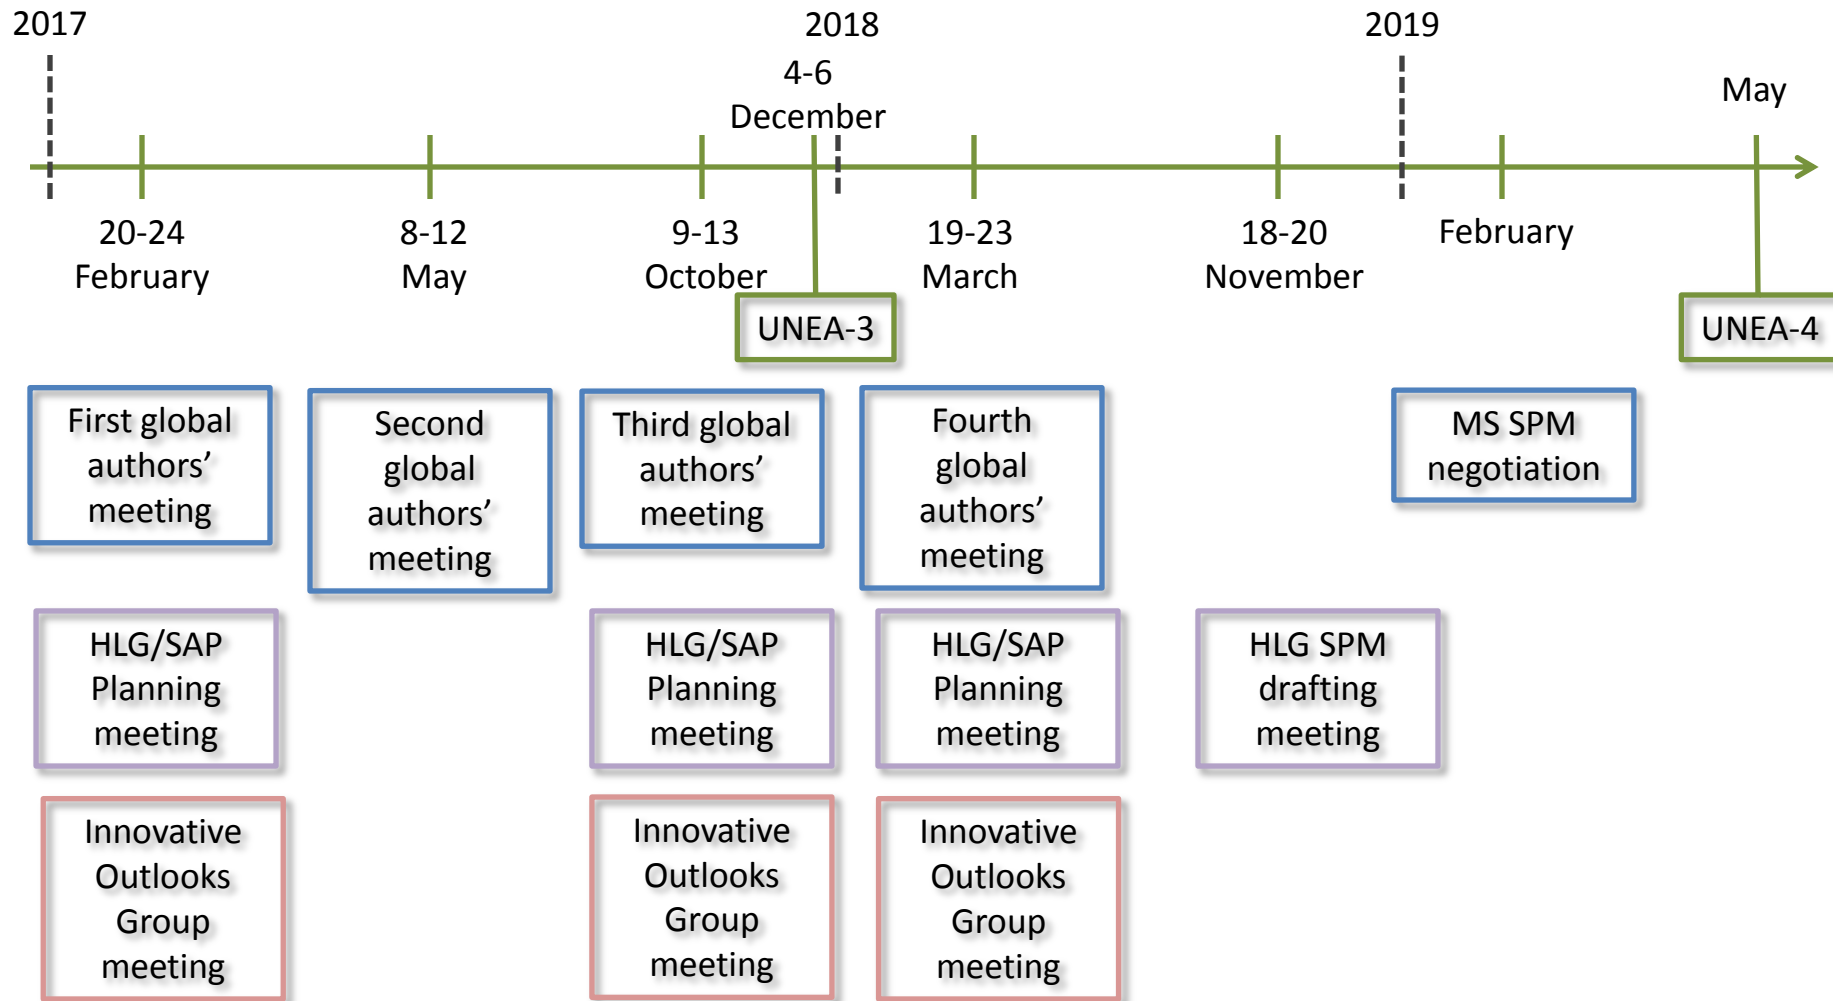 2017
2018
2019
4-6
December
May
20-24
February
8-12
May
9-13
October
19-23
March
18-20
November
February
UNEA-3
UNEA-4
First global
authors’
meeting
Second
global
authors’
meeting
Third global
authors’
meeting
Fourth
global
authors’
meeting
MS SPM
negotiation
HLG/SAP
Planning
meeting
HLG/SAP
Planning
meeting
HLG/SAP
Planning
meeting
HLG SPM
drafting
meeting
Innovative
Outlooks
Group
meeting
Innovative
Outlooks
Group
meeting
Innovative
Outlooks
Group
meeting